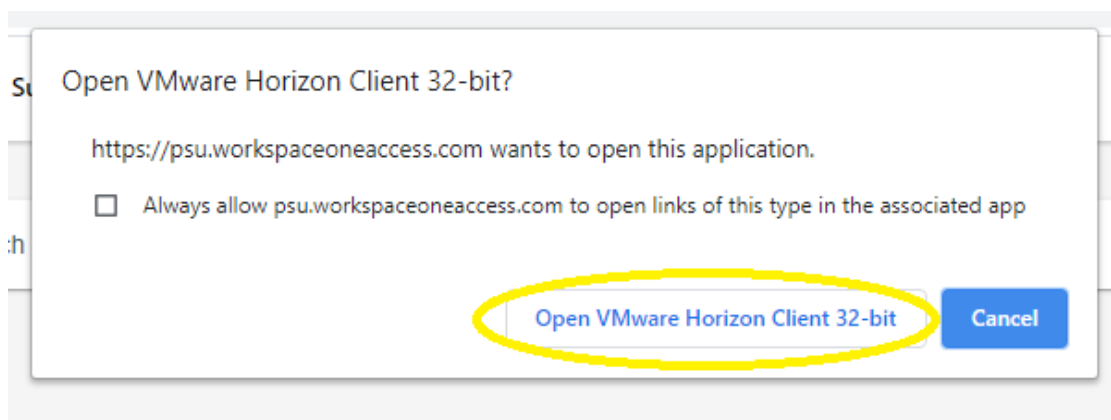 Su
Open VMware Horizon Client 32-bit?
https://psu.workspaceoneaccess.com wants to open this application.
Always allow psu.workspaceoneaccess.com to open links of this type in the associated app
Open VMware Horizon Client 32-bit
Cancel